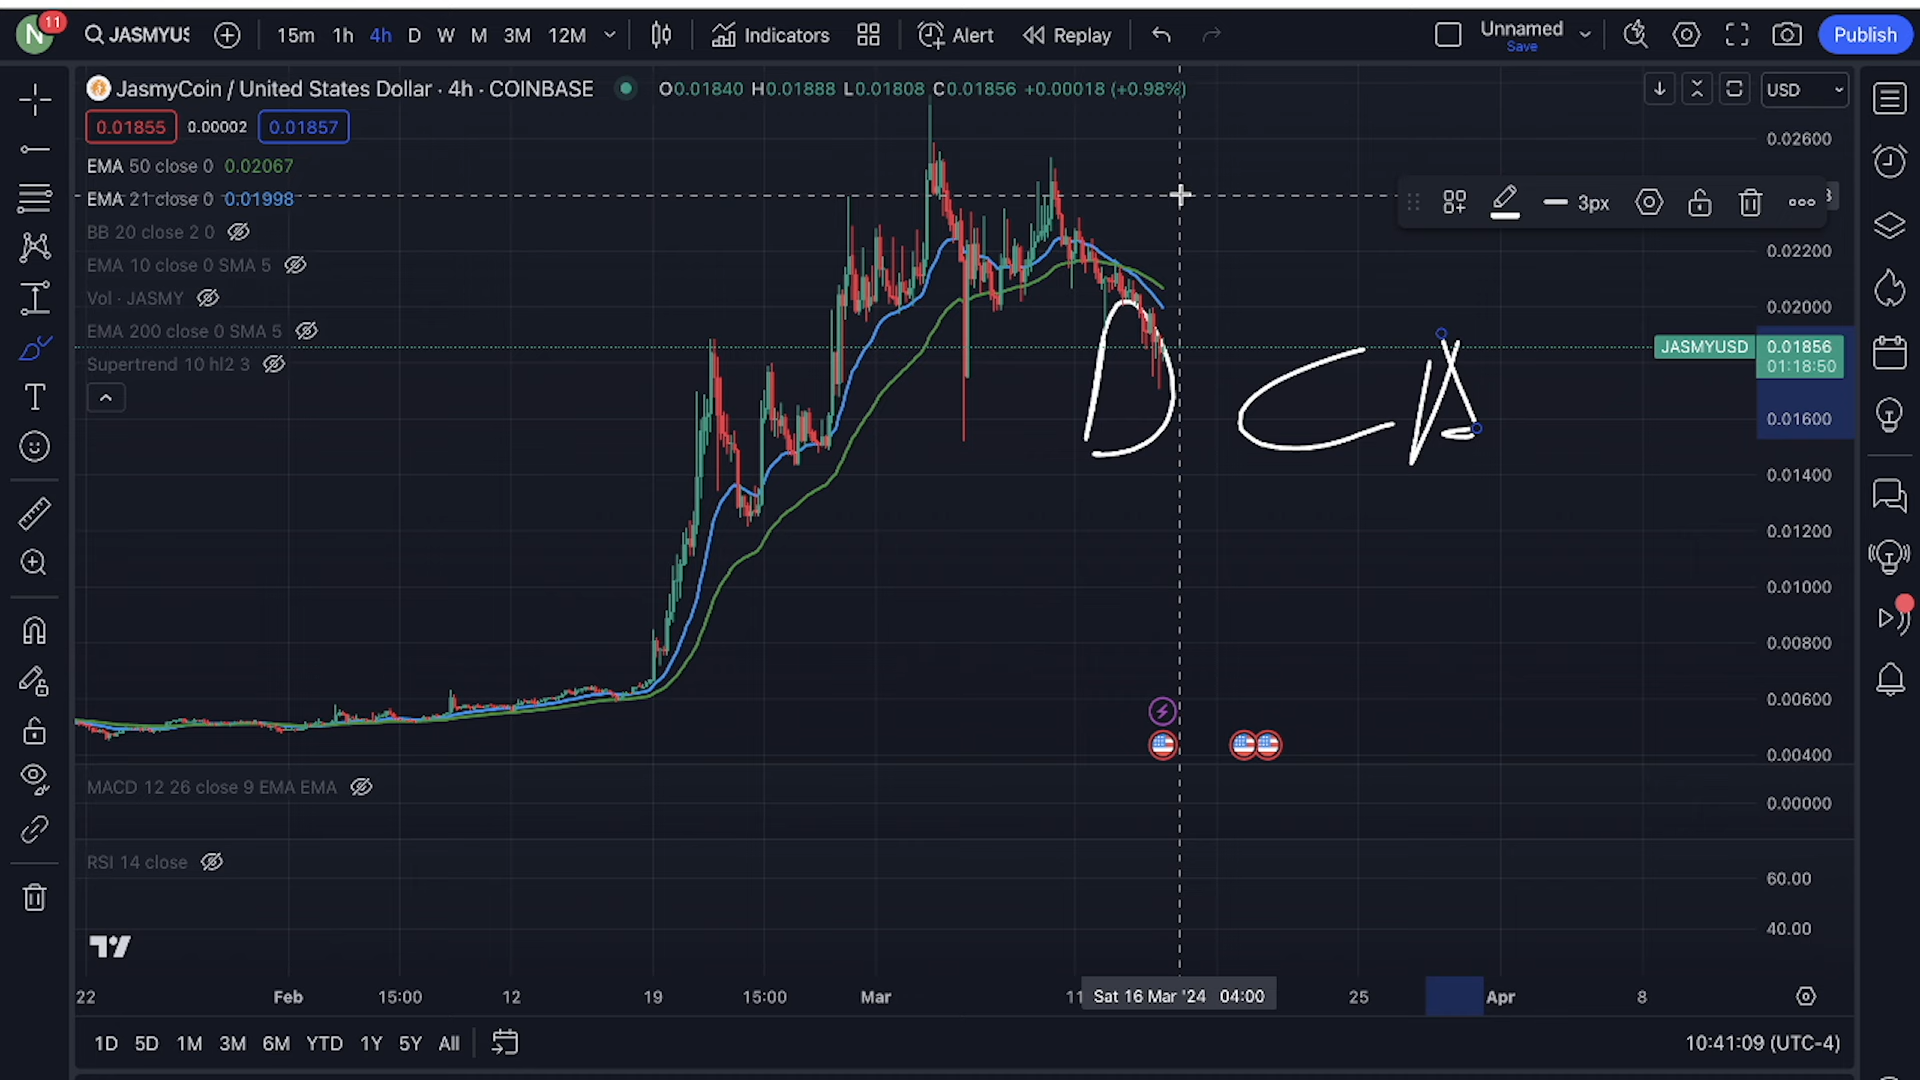 N 11 JASMYUS 15m 1h 4h D W M 3M 12M Indicators Alert Replay Unnamed Save Publish
JasmyCoin / United States Dollar · 4h · COINBASE O0.01840 H0.01888 L0.01808 C0.01856 +0.00018 (+0.98%) USD
0.01855 0.00002 0.01857
0.02600
EMA 50 close 0 0.02067
EMA 21 close 0 0.01998
3px
BB 20 close 2 0
0.02200
EMA 10 close 0 SMA 5
Vol · JASMY
0.02000
EMA 200 close 0 SMA 5
JASMYUSD 0.01856
01:18:50
Supertrend 10 hl2 3
DCA
0.01600
0.01400
0.01200
0.01000
0.00800
0.00600
0.00400
MACD 12 26 close 9 EMA EMA
0.00000
RSI 14 close
60.00
40.00
22 Feb 15:00 12 19 15:00 Mar 11 Sat 16 Mar '24 04:00 25 Apr 8
1D 5D 1M 3M 6M YTD 1Y 5Y All 10:41:09 (UTC-4)